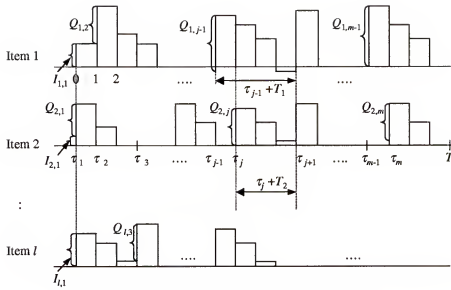 Q1,2 Q1,j-1 Q1,m-1
Item 1
I1,1 0 1 2 .... ....
τj-1+T1
Q2,1 Q2,j Q2,m
Item 2
I2,1 τ1 τ2 τ3 .... τj-1 τj τj+1 .... τm-1 τm T
τj+T2
:
Ql,3
Item l
Il,1 .... ....